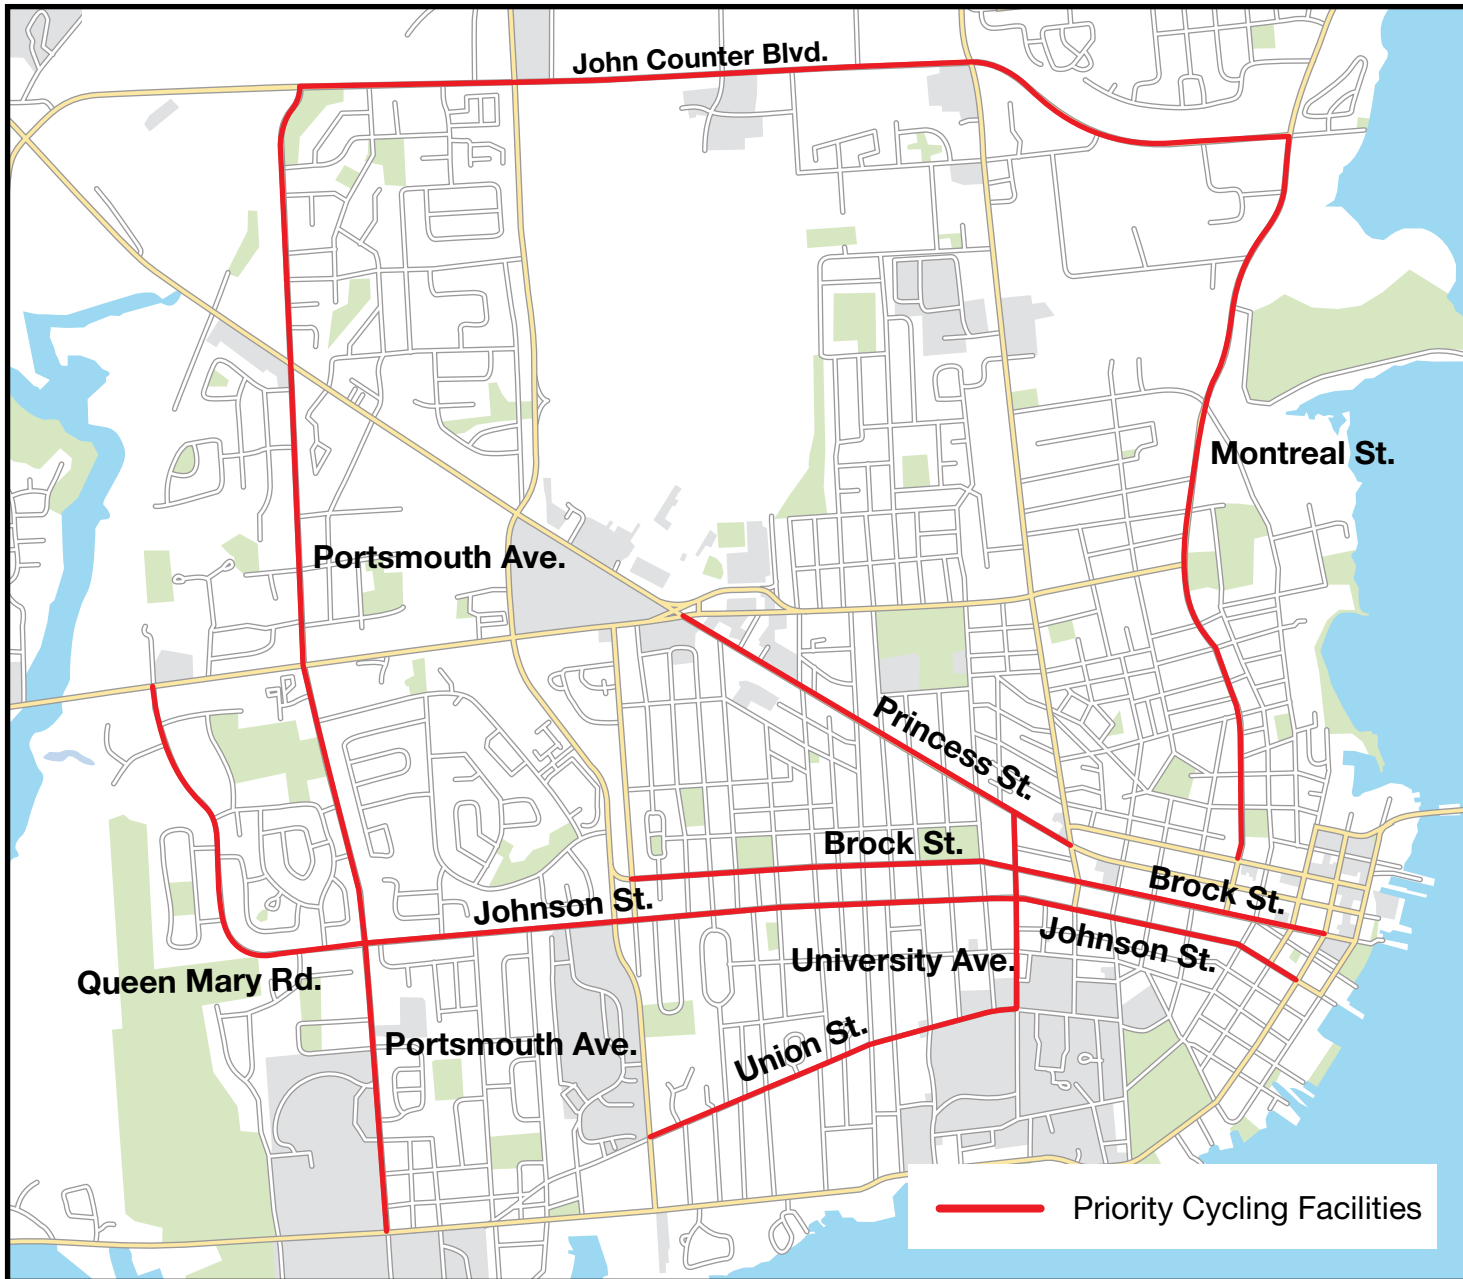 John Counter Blvd.
Montreal St.
Portsmouth Ave.
Princess St.
Brock St.
Brock St.
Johnson St.
Johnson St.
University Ave.
Queen Mary Rd.
Portsmouth Ave.
Union St.
Priority Cycling Facilities